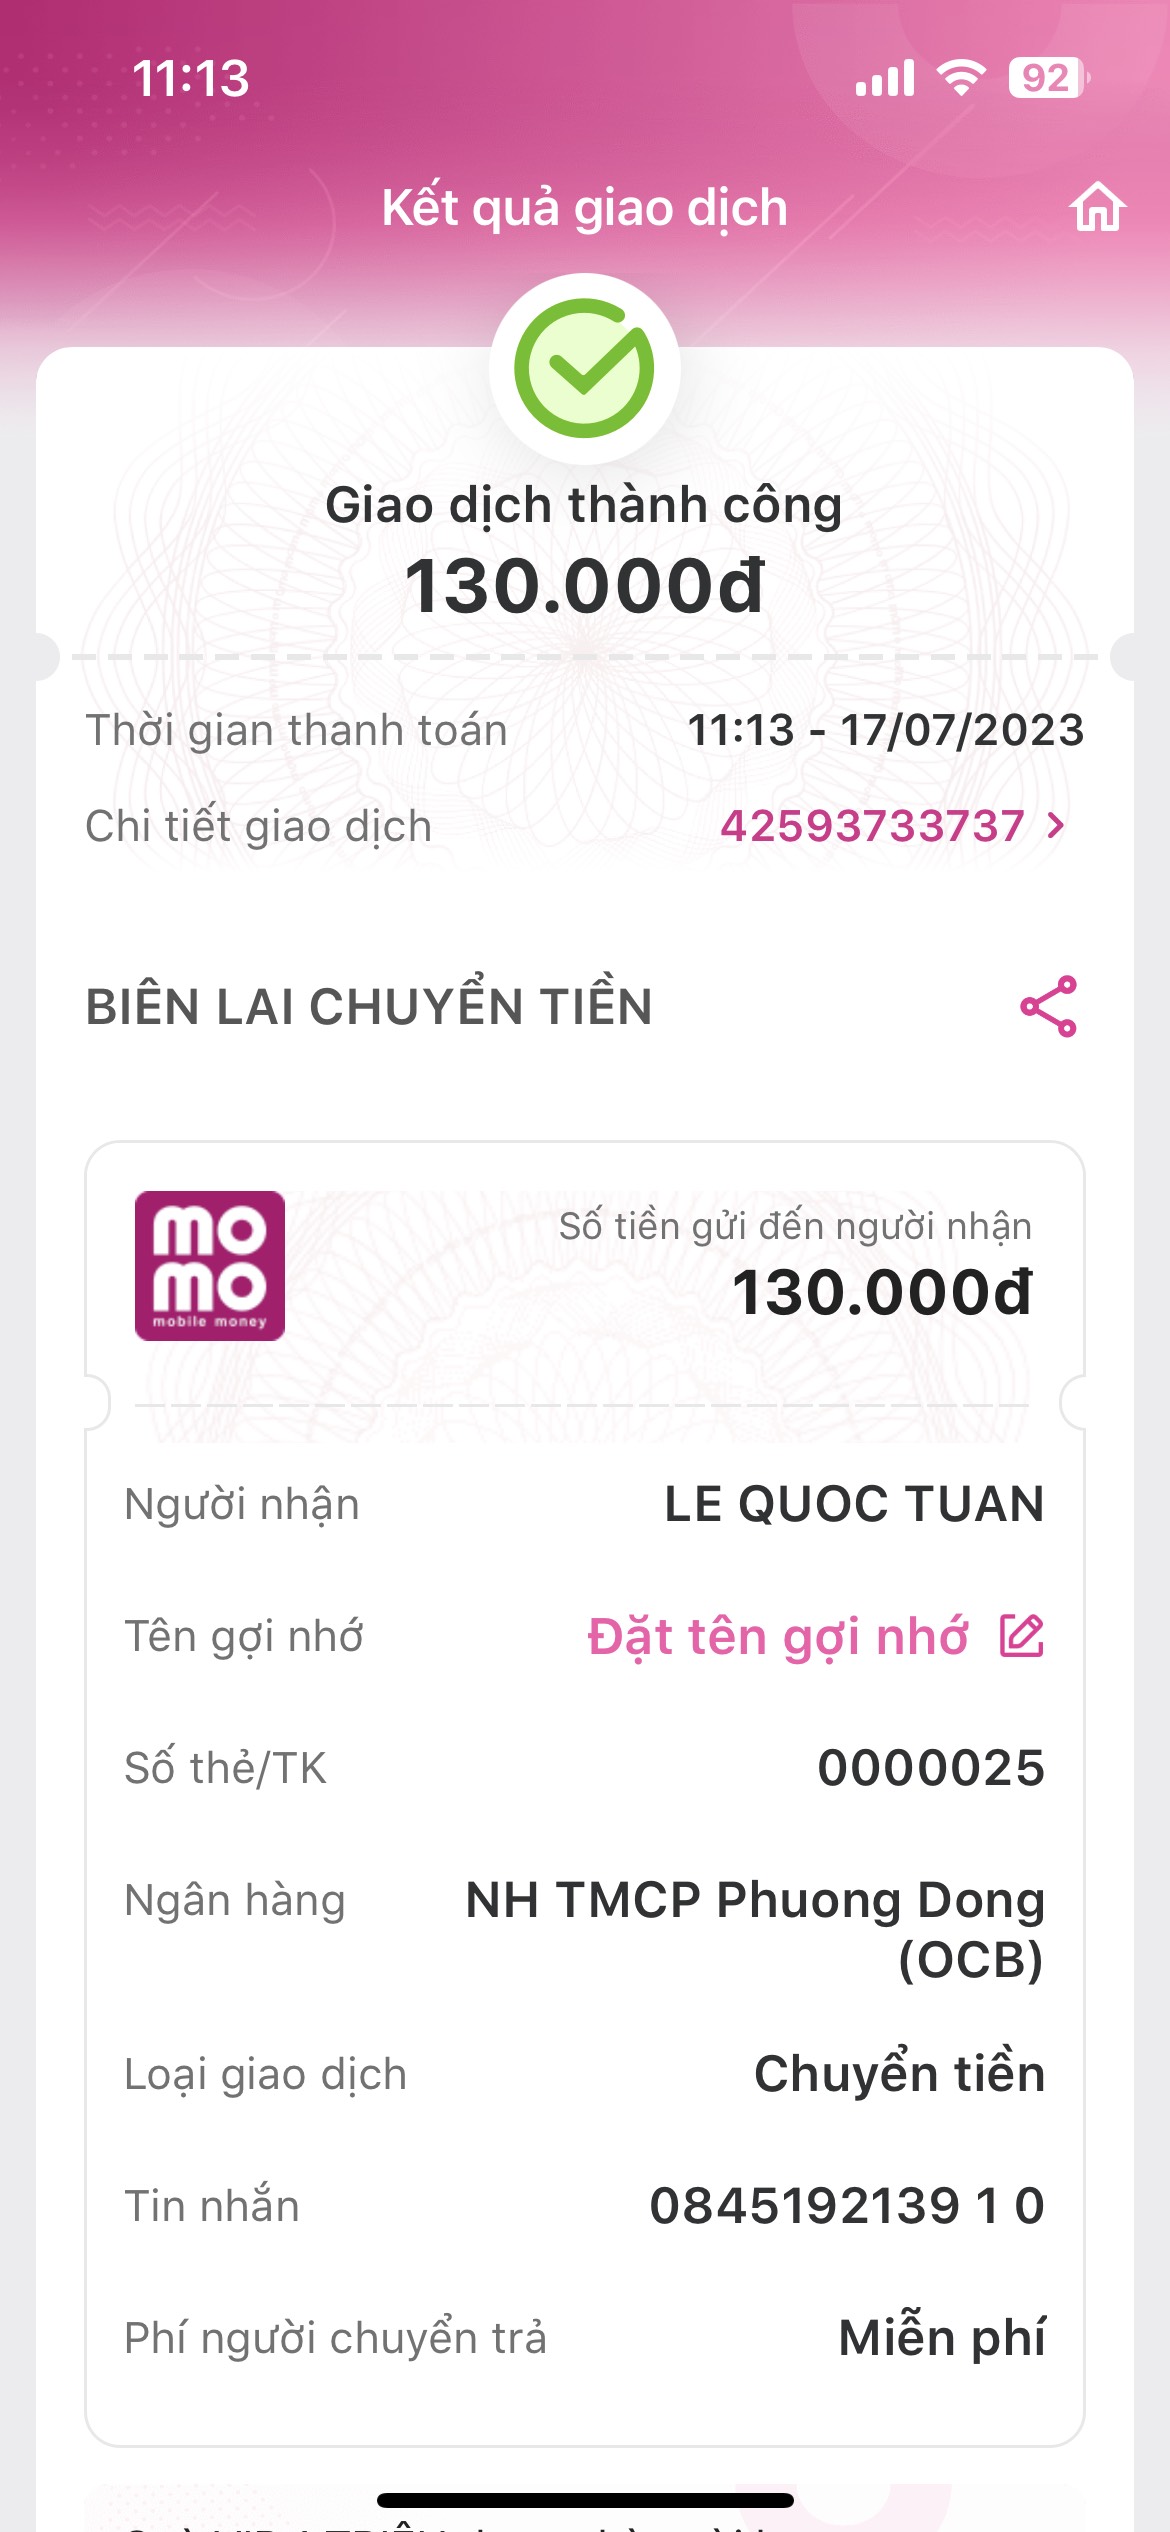 11:13
92
Kết quả giao dịch
Giao dịch thành công
130.000đ
Thời gian thanh toán 11:13 - 17/07/2023
Chi tiết giao dịch 42593733737
BIÊN LAI CHUYỂN TIỀN
mo
mo
mobile money
Số tiền gửi đến người nhận
130.000đ
Người nhận LE QUOC TUAN
Tên gợi nhớ Đặt tên gợi nhớ
Số thẻ/TK 0000025
Ngân hàng NH TMCP Phuong Dong
(OCB)
Loại giao dịch Chuyển tiền
Tin nhắn 0845192139 1 0
Phí người chuyển trả Miễn phí